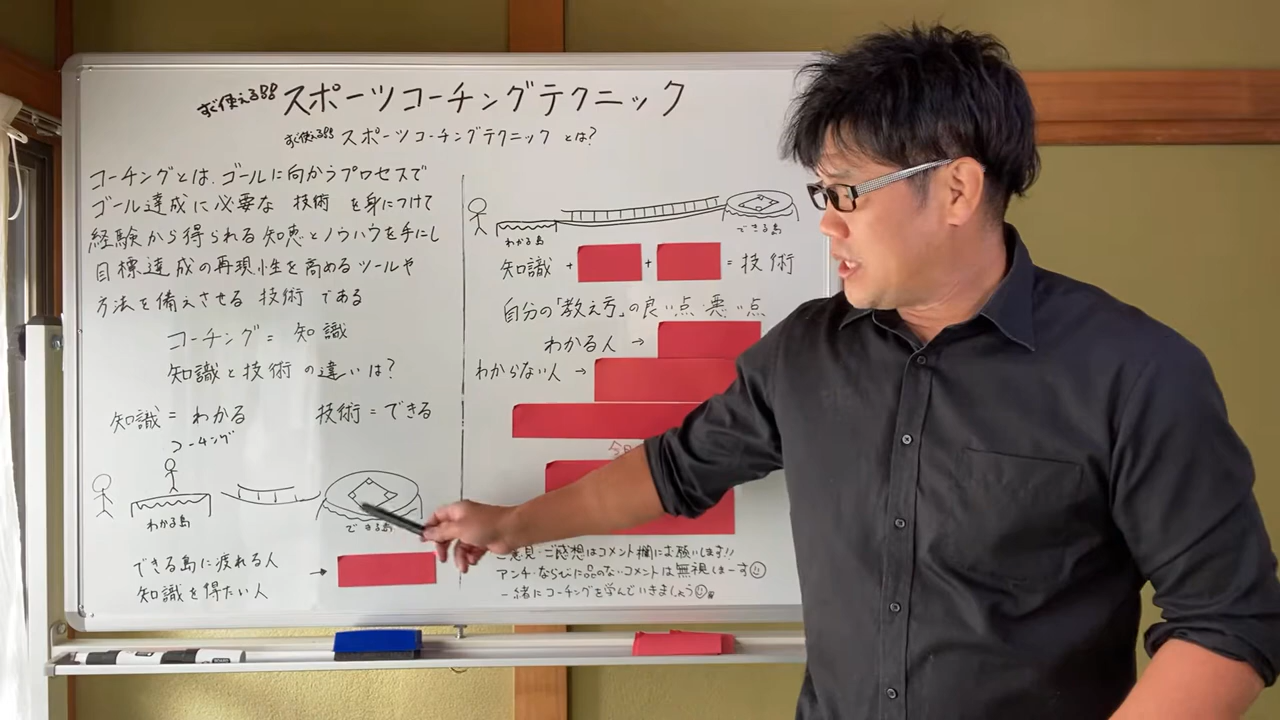 すぐ使える!! スポーツコーチングテクニック
すぐ使える!! スポーツコーチングテクニック とは?
コーチングとは、ゴールに向かうプロセスで
ゴール達成に必要な 技術 を身につけて
経験から得られる知恵とノウハウを手にし
目標達成の再現性を高めるツールや
方法を備えさせる 技術 である
コーチング = 知識
知識と技術の違いは?
知識 = わかる 技術 = できる
コーチング
わかる島
できる島
できる島に疲れる人
知識を得たい人 →
わかる島
できる島
知識 + + = 技術
自分の「教え方」の良い点・悪い点
わかる人 →
わからない人 →
ご意見・ご感想はコメント欄にお願いします!!
アンチ・ならびに品のないコメントは無視しまーす
一緒にコーチングを学んでいきましょう